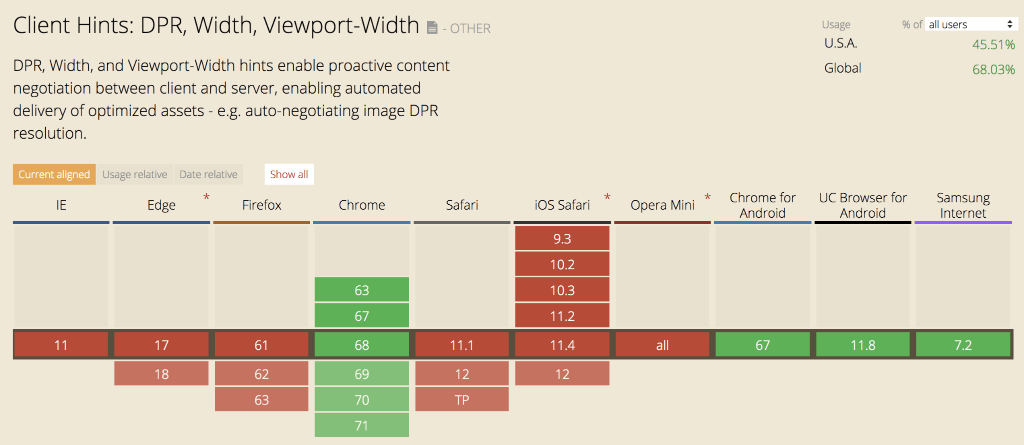 Client Hints: DPR, Width, Viewport-Width - OTHER
Usage % of all users
U.S.A. 45.51%
Global 68.03%
DPR, Width, and Viewport-Width hints enable proactive content
negotiation between client and server, enabling automated
delivery of optimized assets - e.g. auto-negotiating image DPR
resolution.
Current aligned Usage relative Date relative Show all
IE Edge * Firefox Chrome Safari iOS Safari * Opera Mini * Chrome for Android UC Browser for Android Samsung Internet
9.3
10.2
63 10.3
67 11.2
11 17 61 68 11.1 11.4 all 67 11.8 7.2
18 62 69 12 12
63 70 TP
71